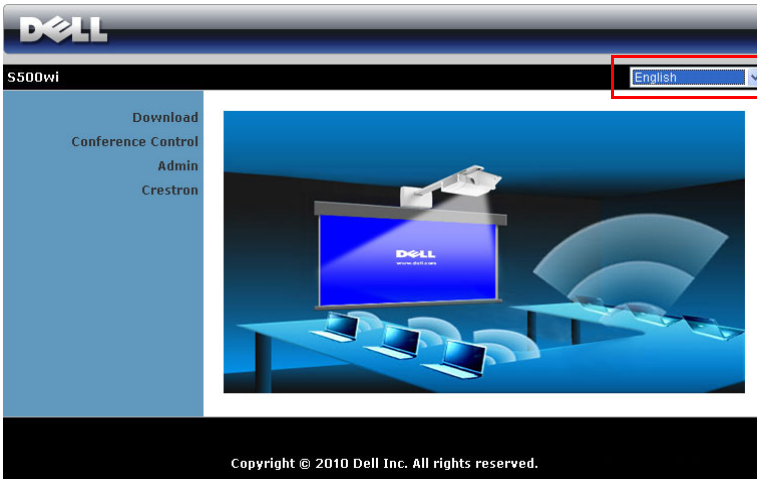 DELL
S500wi
English
Download
Conference Control
Admin
Crestron
DELL
www.dell.com
Copyright © 2010 Dell Inc. All rights reserved.